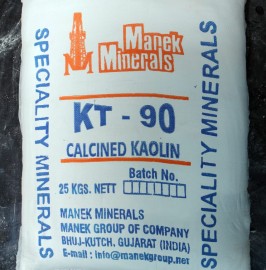 Manek
Minerals
SPECIALITY MINERALS
KT - 90
CALCINED KAOLIN
Batch No.
25 KGS. NETT
MANEK MINERALS
MANEK GROUP OF COMPANY
BHUJ-KUTCH, GUJARAT (INDIA)
E-mail : info@manekgroup.net
SPECIALITY MINERALS